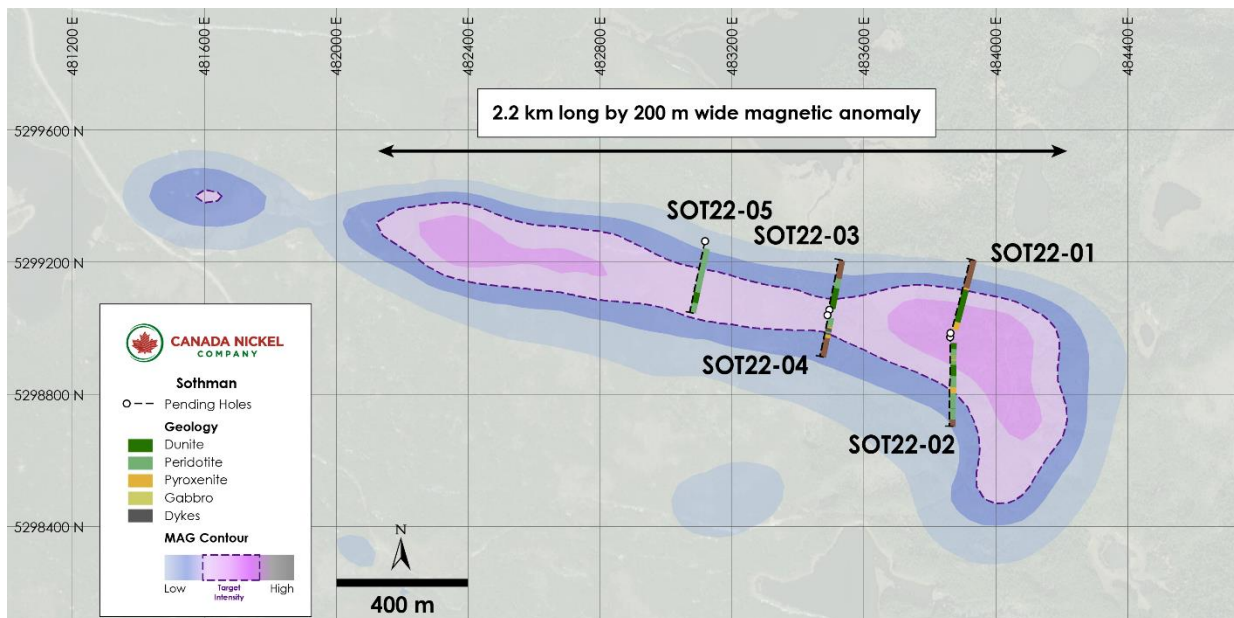 481200 E
481600 E
482000 E
482400 E
482800 E
483200 E
483600 E
484000 E
484400 E
2.2 km long by 200 m wide magnetic anomaly
5299600 N
5299200 N
5298800 N
5298400 N
SOT22-05
SOT22-03
SOT22-01
SOT22-04
SOT22-02
CANADA NICKEL
COMPANY
Sothman
Pending Holes
Geology
Dunite
Peridotite
Pyroxenite
Gabbro
Dykes
MAG Contour
Low
Target
Intensity
High
N
400 m